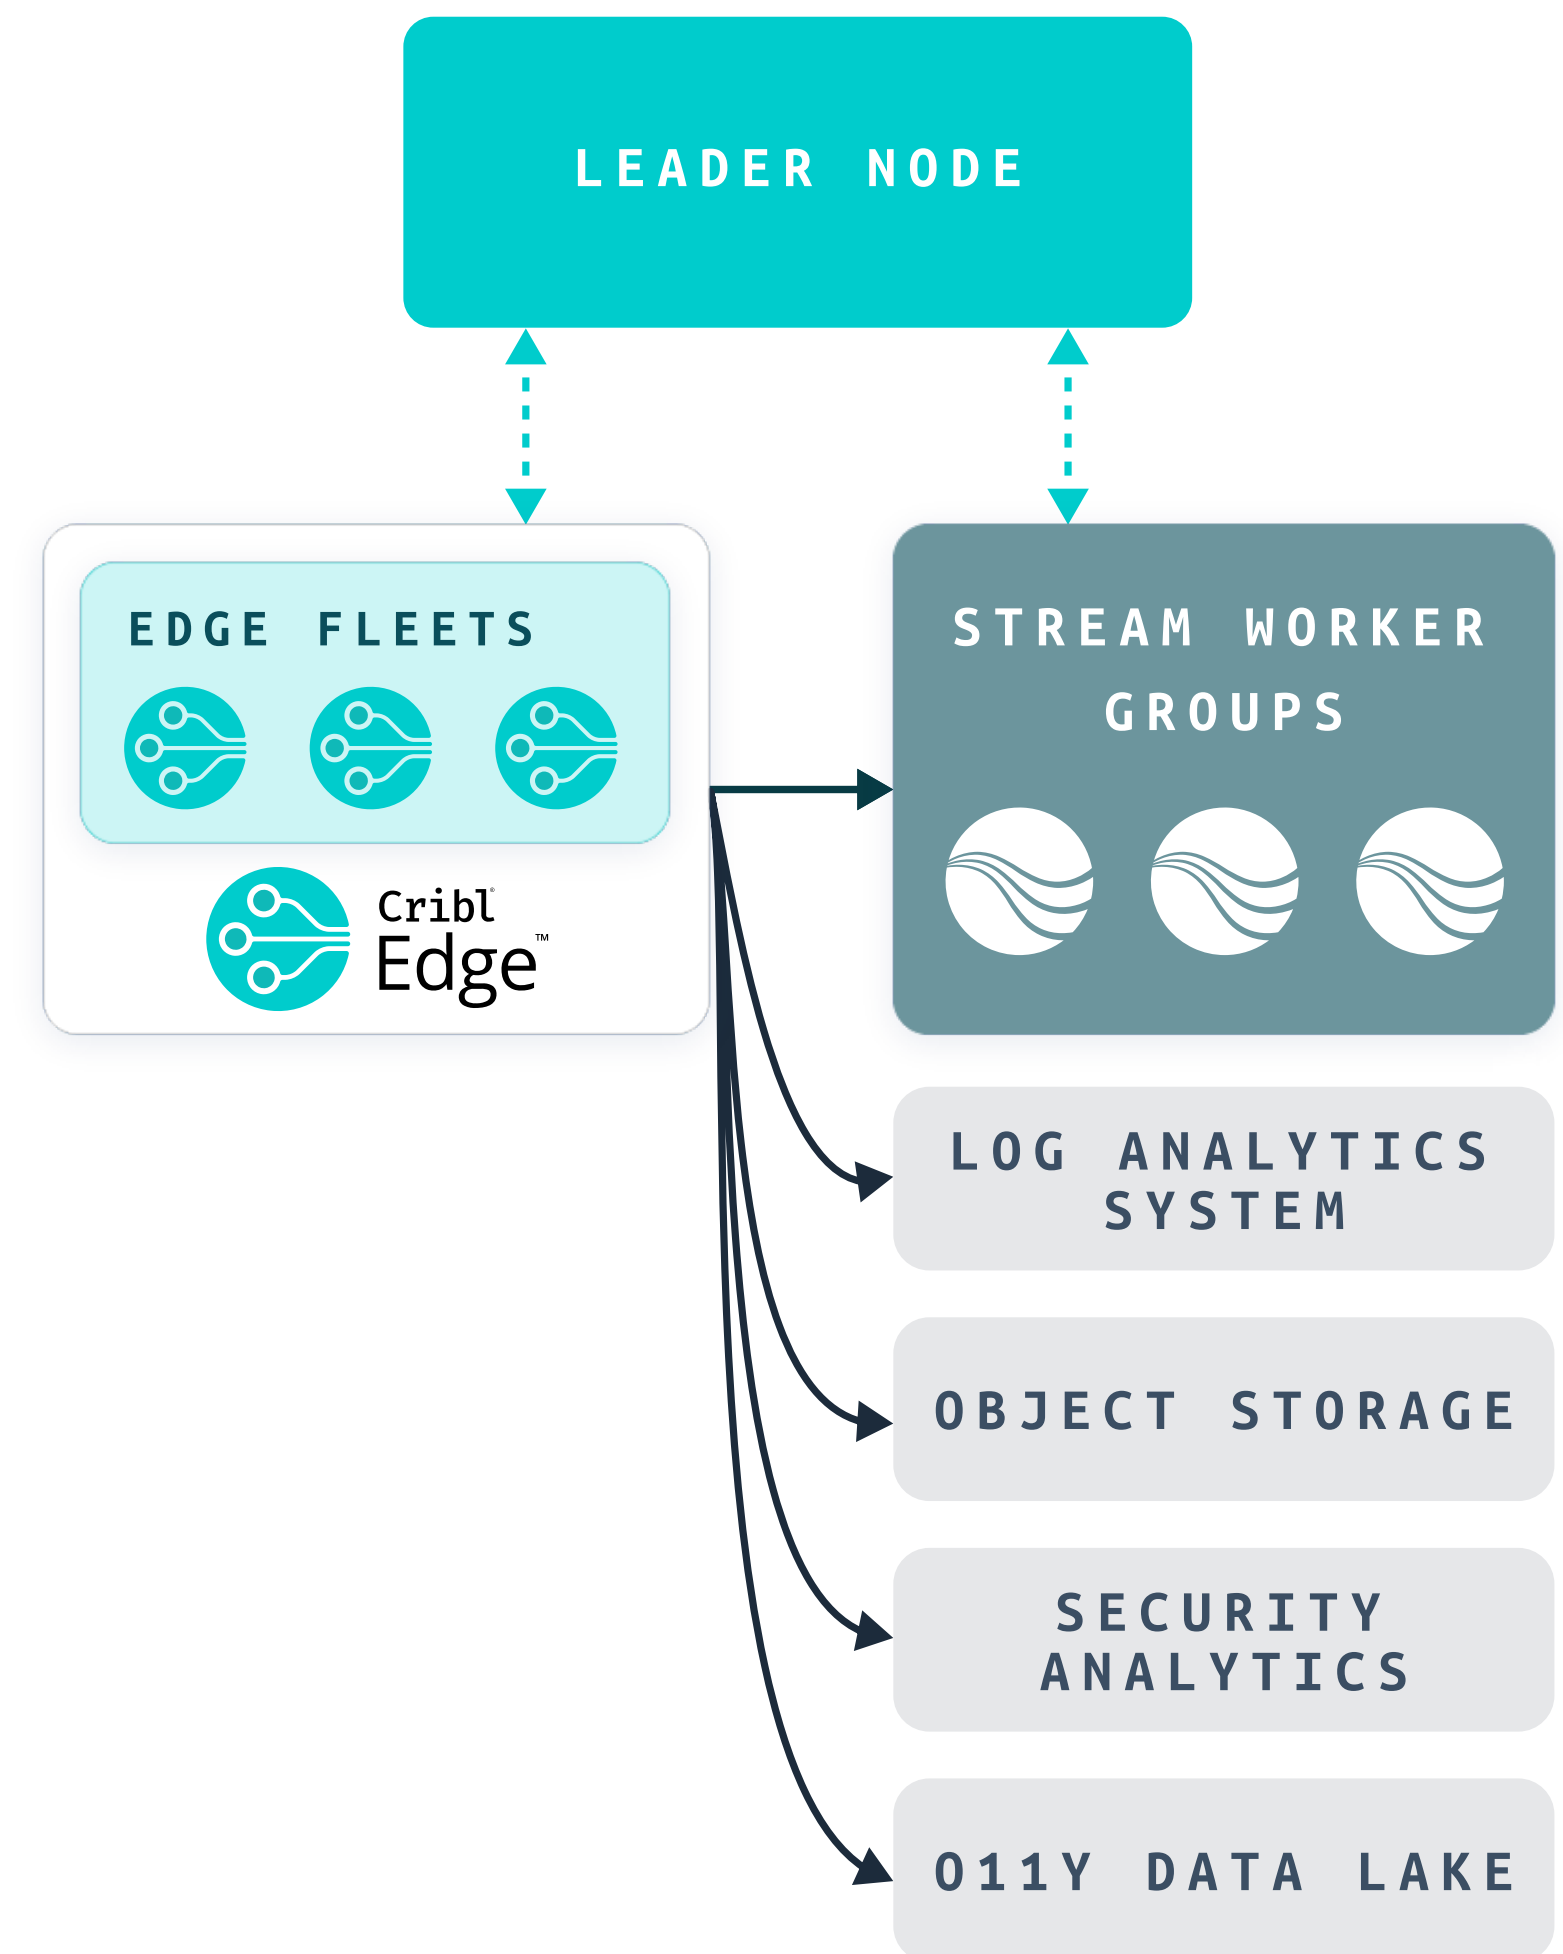 LEADER NODE
EDGE FLEETS
Cribl®
Edge™
STREAM WORKER
GROUPS
LOG ANALYTICS
SYSTEM
OBJECT STORAGE
SECURITY
ANALYTICS
O11Y DATA LAKE